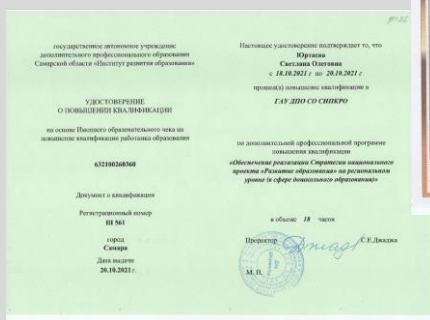 государственное автономное учреждение
дополнительного профессионального образования
Самарской области «Институт развития образования»
УДОСТОВЕРЕНИЕ
О ПОВЫШЕНИИ КВАЛИФИКАЦИИ
на основе Именного образовательного чека на
повышение квалификации работника образования
632100260360
Документ о квалификации
Регистрационный номер
III 561
город
Самара
Дата выдачи
20.10.2021г.
Настоящее удостоверение подтверждает то, что
Юртаева
Светлана Олеговна
с 18.10.2021 г по 20.10.2021 г
прошел(а) повышение квалификации в
ГАУ ДПО СО СИПКРО
по дополнительной профессиональной программе
повышения квалификации
«Обеспечение реализации Стратегии национального
проекта «Развитие образования» на региональном
уровне (в сфере дошкольного образования)»
в объеме 18 часов
Проректор С.Е.Джаджа
М. П.